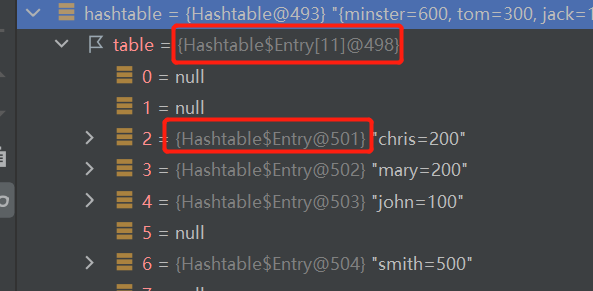 hashtable = {Hashtable@493} "{minster=600, tom=300, jack=1
table = {Hashtable$Entry[11]@498}
0 = null
1 = null
2 = {Hashtable$Entry@501} "chris=200"
3 = {Hashtable$Entry@502} "mary=200"
4 = {Hashtable$Entry@503} "john=100"
5 = null
6 = {Hashtable$Entry@504} "smith=500"
7 = null